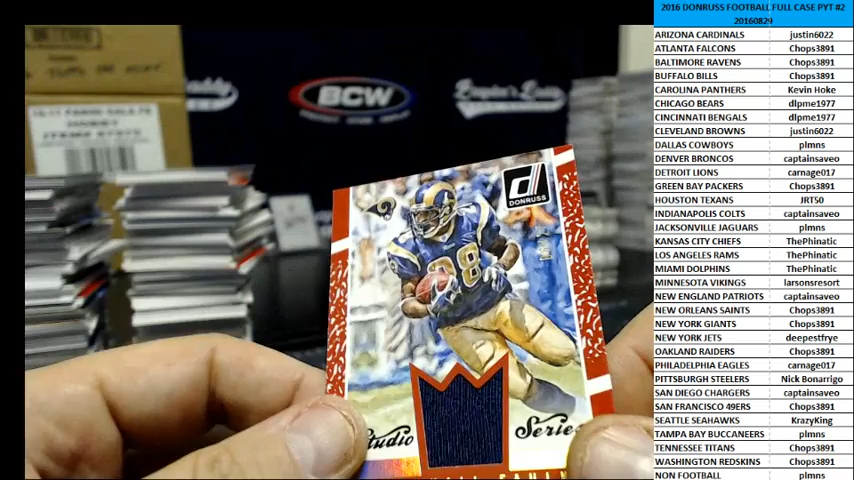 2016 DONRUSS FOOTBALL FULL CASE PYT #2
20160829
ARIZONA CARDINALS justin6022
ATLANTA FALCONS Chops3891
BALTIMORE RAVENS Chops3891
BUFFALO BILLS Chops3891
CAROLINA PANTHERS Kevin Hoke
CHICAGO BEARS dlpme1977
CINCINNATI BENGALS dlpme1977
CLEVELAND BROWNS justin6022
DALLAS COWBOYS plmns
DENVER BRONCOS captainsaveo
DETROIT LIONS carnage017
GREEN BAY PACKERS Chops3891
HOUSTON TEXANS JRT50
INDIANAPOLIS COLTS captainsaveo
JACKSONVILLE JAGUARS plmns
KANSAS CITY CHIEFS ThePhinatic
LOS ANGELES RAMS ThePhinatic
MIAMI DOLPHINS ThePhinatic
MINNESOTA VIKINGS larsonsresort
NEW ENGLAND PATRIOTS captainsaveo
NEW ORLEANS SAINTS Chops3891
NEW YORK GIANTS Chops3891
NEW YORK JETS deepestfrye
OAKLAND RAIDERS Chops3891
PHILADELPHIA EAGLES carnage017
PITTSBURGH STEELERS Nick Bonarrigo
SAN DIEGO CHARGERS captainsaveo
SAN FRANCISCO 49ERS Chops3891
SEATTLE SEAHAWKS KrazyKing
TAMPA BAY BUCCANEERS plmns
TENNESSEE TITANS Chops3891
WASHINGTON REDSKINS Chops3891
NON FOOTBALL plmns
BCW
d
DONRUSS
28
Studio Series